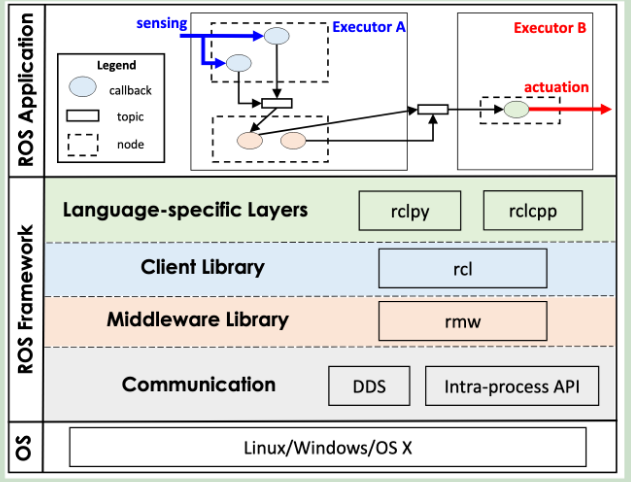 ROS Application
sensing
Executor A
Executor B
Legend
callback
topic
node
actuation
ROS Framework
Language-specific Layers
rclpy
rclcpp
Client Library
rcl
Middleware Library
rmw
Communication
DDS
Intra-process API
OS
Linux/Windows/OS X